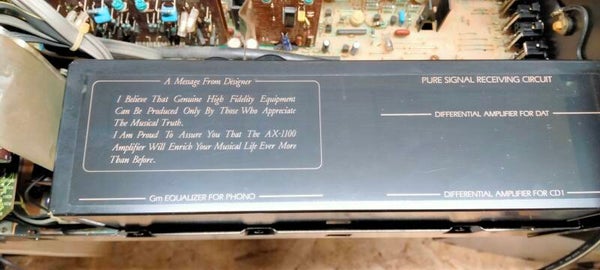 A Message From Designer
I Believe That Genuine High Fidelity Equipment
Can Be Produced Only By Those Who Appreciate
The Musical Truth.
I Am Proud To Assure You That The AX-1100
Amplifier Will Enrich Your Musical Life Ever More
Than Before.
Gm EQUALIZER FOR PHONO
PURE SIGNAL RECEIVING CIRCUIT
DIFFERENTIAL AMPLIFIER FOR DAT
DIFFERENTIAL AMPLIFIER FOR CD1